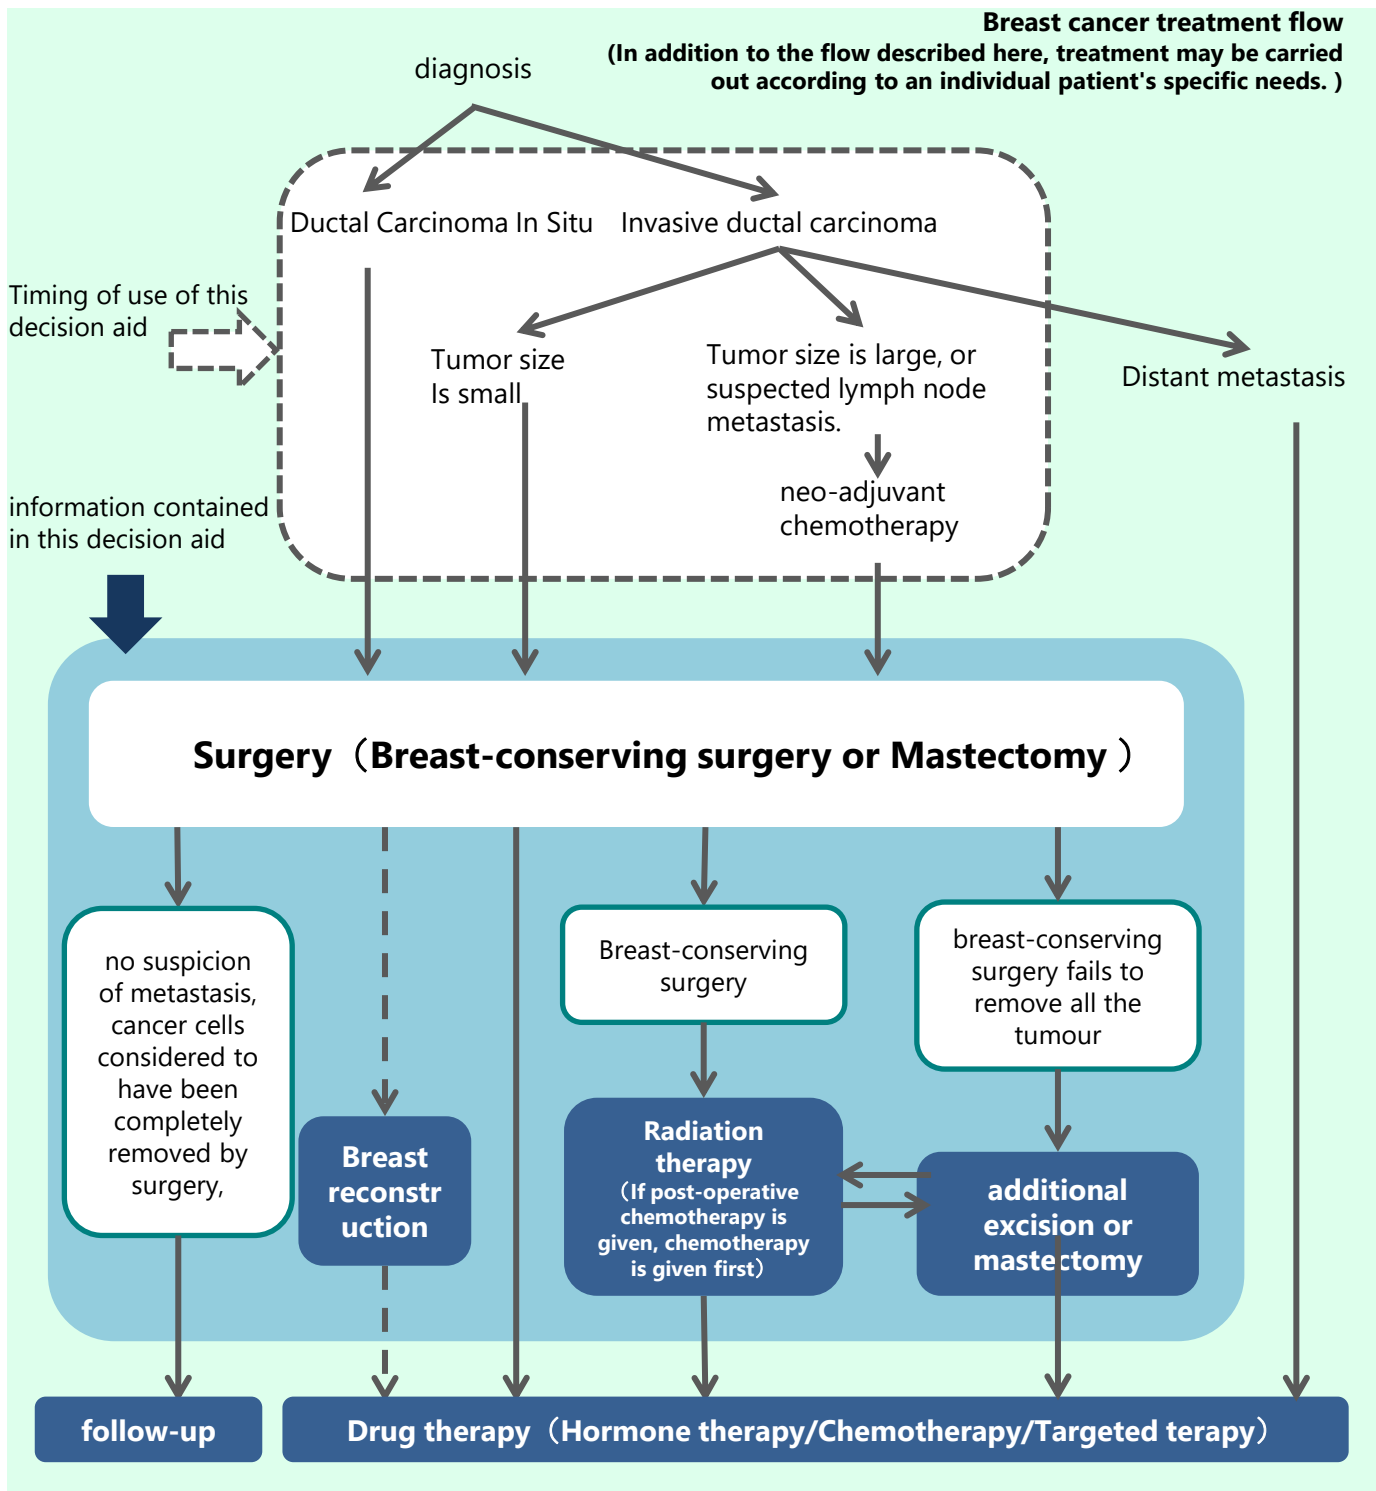 Breast cancer treatment flow
(In addition to the flow described here, treatment may be carried
out according to an individual patient's specific needs. )
diagnosis
Ductal Carcinoma In Situ
Invasive ductal carcinoma
Timing of use of this
decision aid
Tumor size
Is small
Tumor size is large, or
suspected lymph node
metastasis.
Distant metastasis
neo-adjuvant
chemotherapy
information contained
in this decision aid
Surgery（Breast-conserving surgery or Mastectomy ）
no suspicion
of metastasis,
cancer cells
considered to
have been
completely
removed by
surgery,
Breast-conserving
surgery
breast-conserving
surgery fails to
remove all the
tumour
Breast
reconstr
uction
Radiation
therapy
（If post-operative
chemotherapy is
given, chemotherapy
is given first）
additional
excision or
mastectomy
follow-up
Drug therapy（Hormone therapy/Chemotherapy/Targeted terapy）